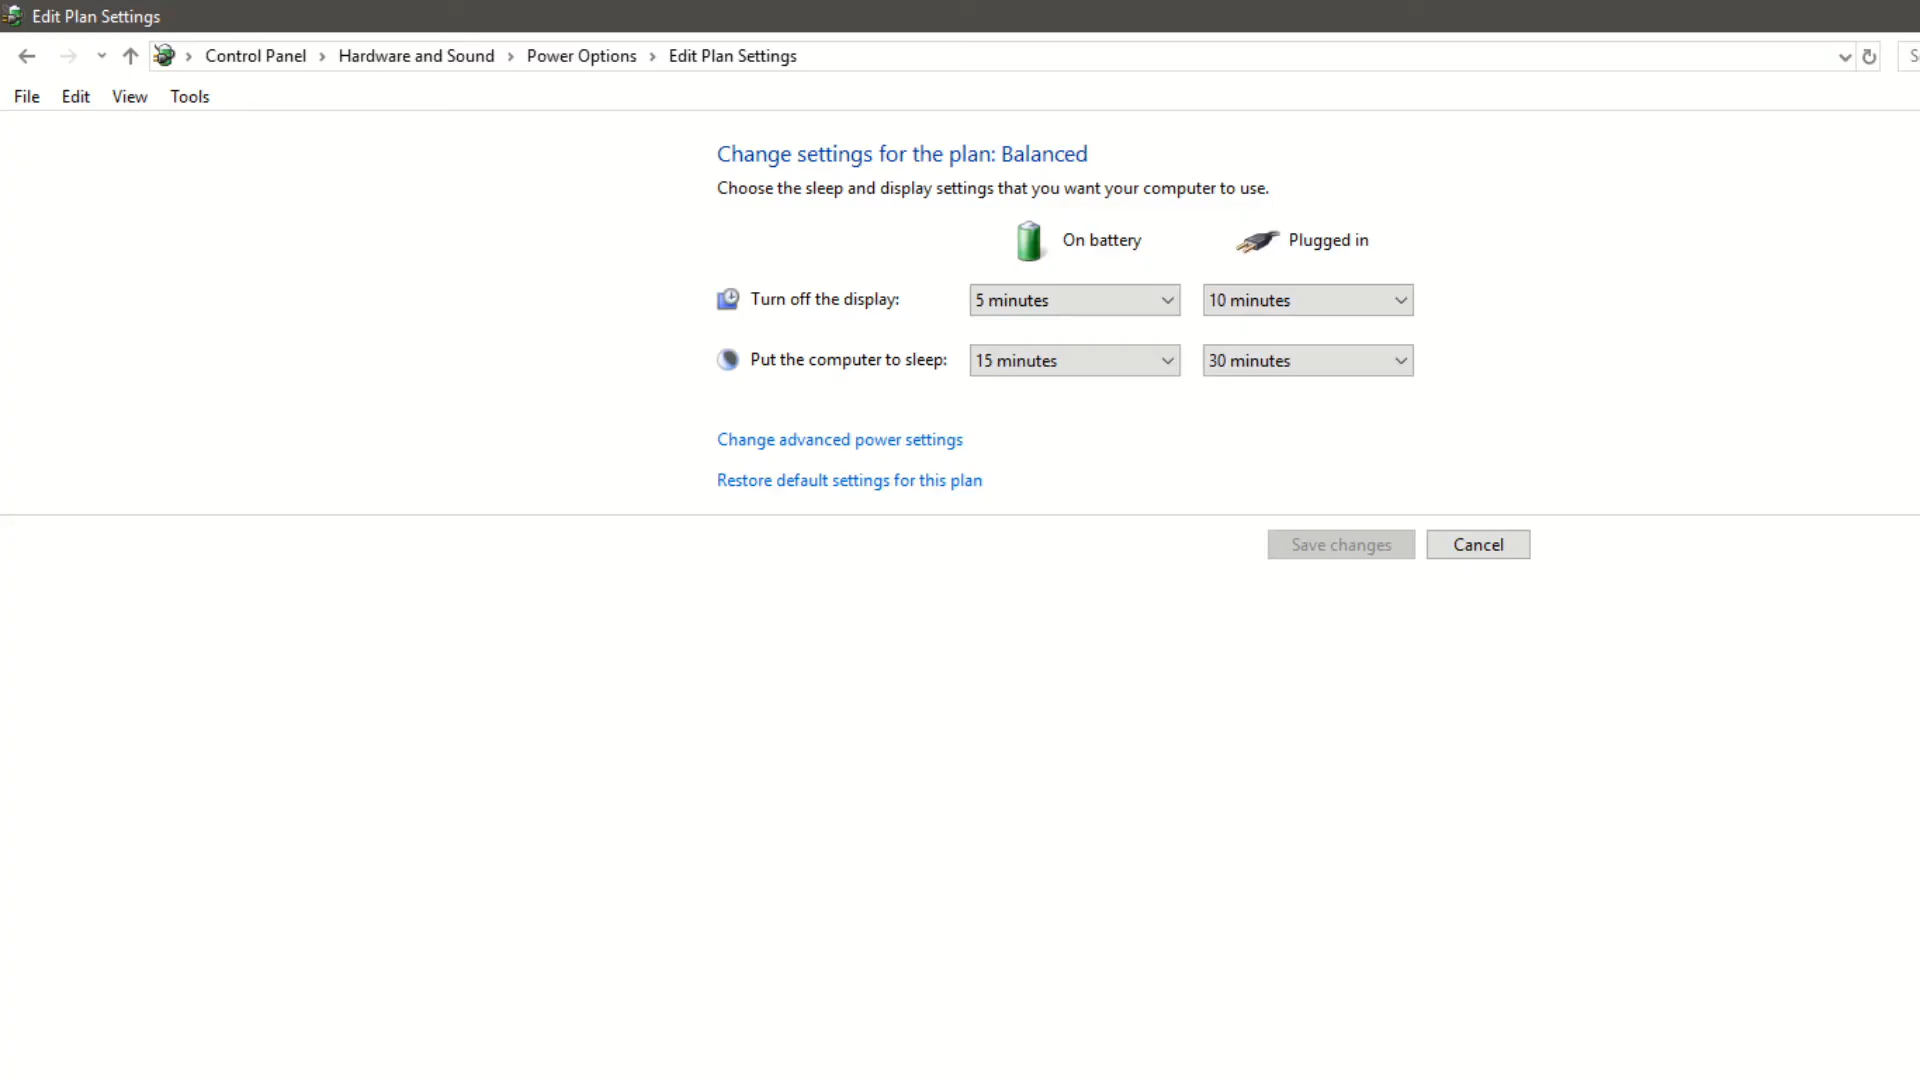 Edit Plan Settings
Control Panel > Hardware and Sound > Power Options > Edit Plan Settings
File Edit View Tools
Change settings for the plan: Balanced
Choose the sleep and display settings that you want your computer to use.
On battery Plugged in
Turn off the display: 5 minutes 10 minutes
Put the computer to sleep: 15 minutes 30 minutes
Change advanced power settings
Restore default settings for this plan
Save changes Cancel